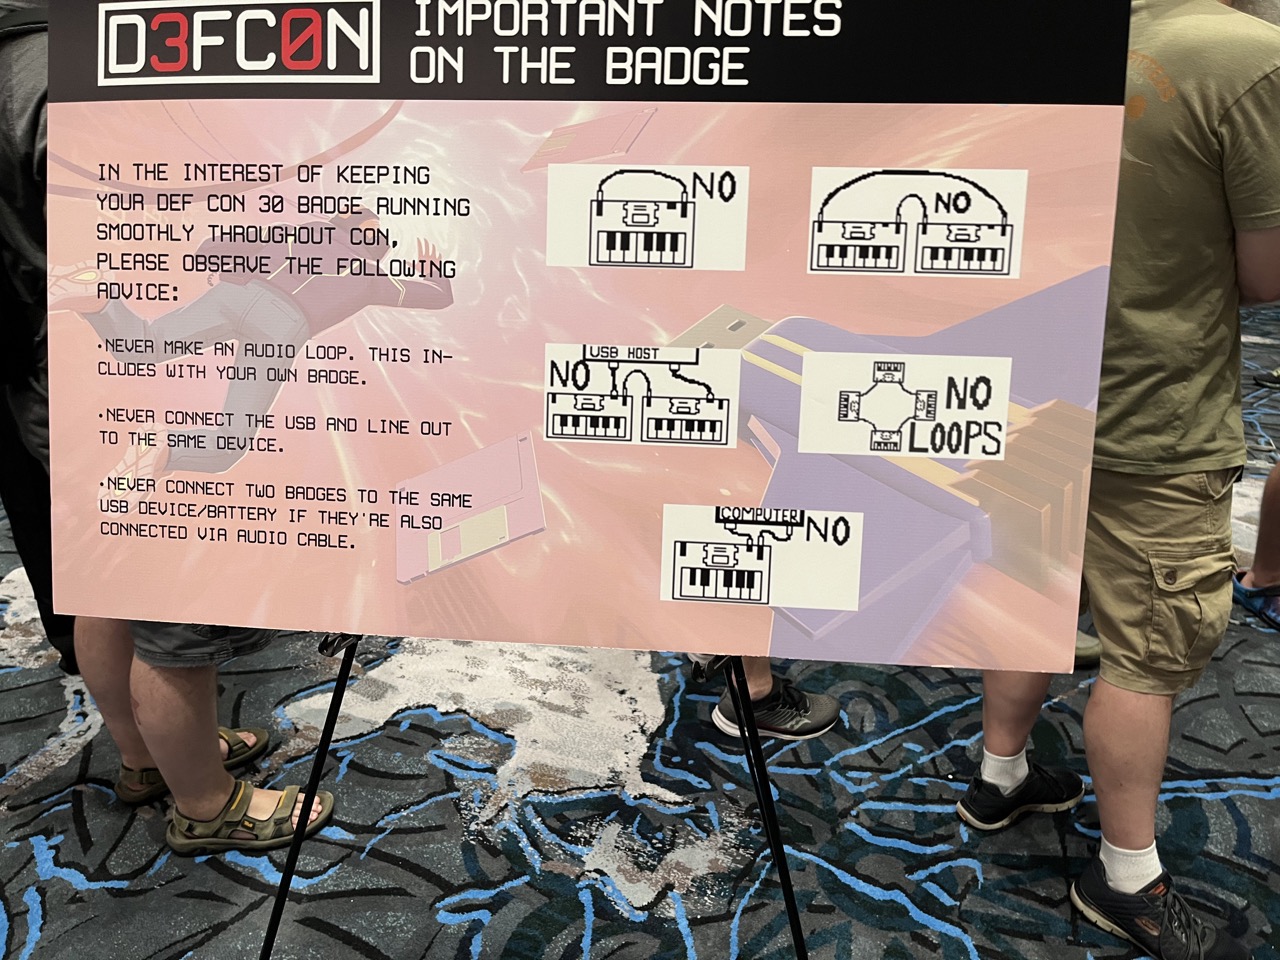 D3FC0N
IMPORTANT NOTES
ON THE BADGE
IN THE INTEREST OF KEEPING
YOUR DEF CON 30 BADGE RUNNING
SMOOTHLY THROUGHOUT CON,
PLEASE OBSERVE THE FOLLOWING
ADVICE:
•NEVER MAKE AN AUDIO LOOP. THIS IN-
CLUDES WITH YOUR OWN BADGE.
•NEVER CONNECT THE USB AND LINE OUT
TO THE SAME DEVICE.
•NEVER CONNECT TWO BADGES TO THE SAME
USB DEVICE/BATTERY IF THEY'RE ALSO
CONNECTED VIA AUDIO CABLE.
NO
NO
USB HOST
NO
NO
LOOPS
COMPUTER
NO